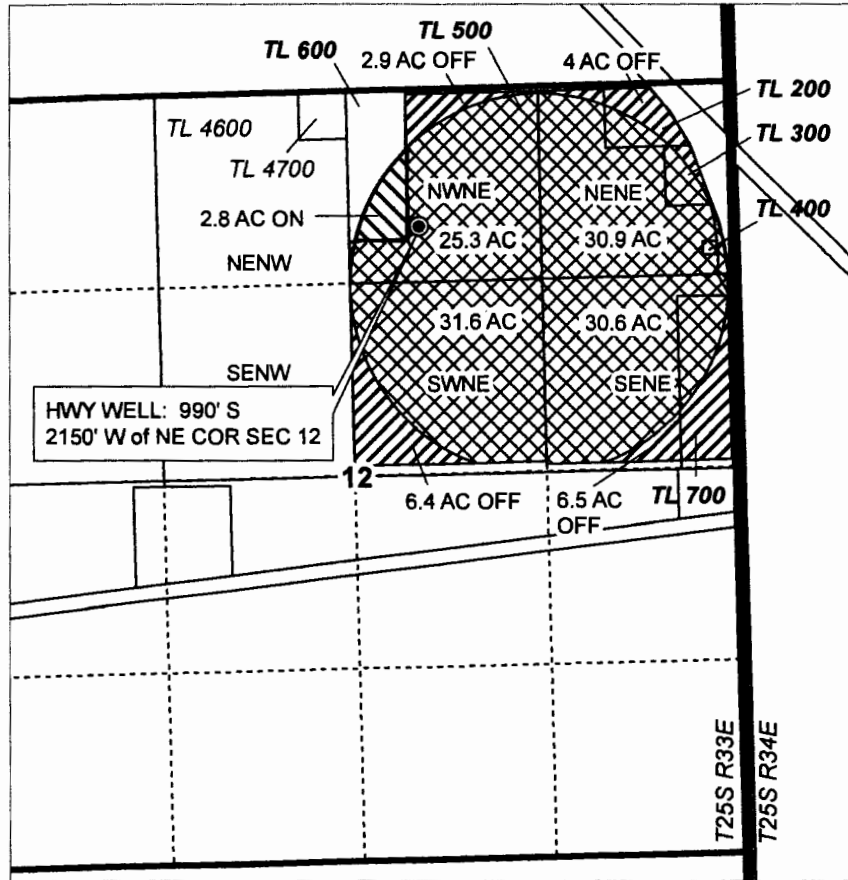 TL 500
TL 600
2.9 AC OFF
4 AC OFF
TL 200
TL 4600
TL 300
TL 4700
NWNE
NENE
TL 400
2.8 AC ON
25.3 AC
30.9 AC
NENW
31.6 AC
30.6 AC
SENW
SWNE
SENE
HWY WELL: 990' S
2150' W of NE COR SEC 12
12
6.4 AC OFF
6.5 AC
OFF
TL 700
T25S R33E
T25S R34E